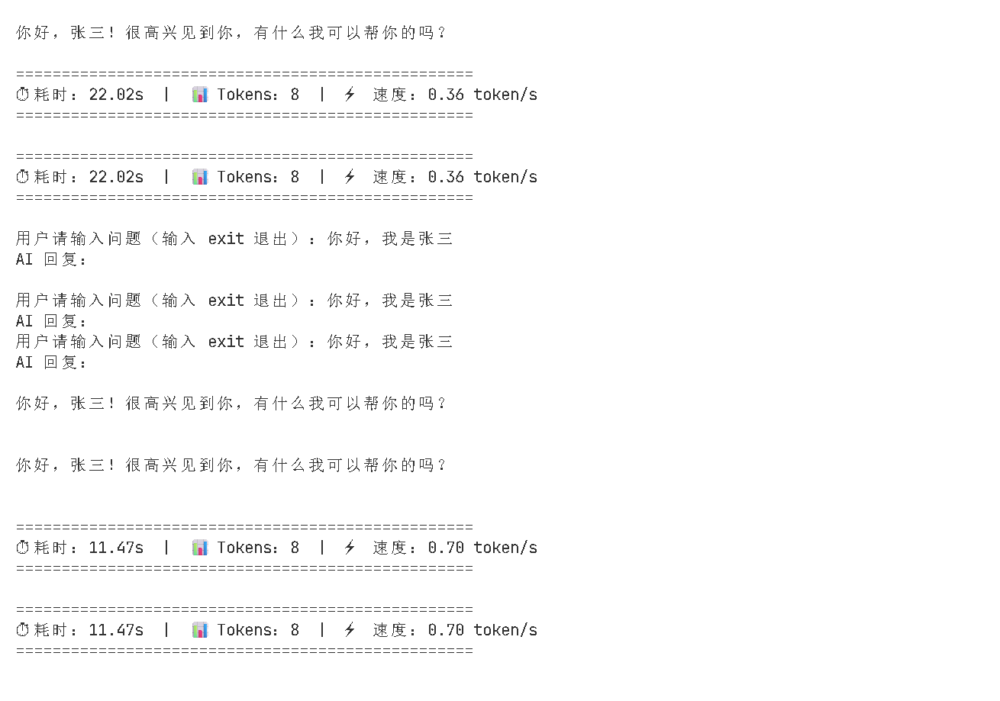 你好，张三！很高兴见到你，有什么我可以帮你的吗？
==================================================
⏱耗时：22.02s | 📊 Tokens：8 | ⚡ 速度：0.36 token/s
==================================================
==================================================
⏱耗时：22.02s | 📊 Tokens：8 | ⚡ 速度：0.36 token/s
==================================================
用户请输入问题（输入 exit 退出）：你好，我是张三
AI 回复：
用户请输入问题（输入 exit 退出）：你好，我是张三
AI 回复：
用户请输入问题（输入 exit 退出）：你好，我是张三
AI 回复：
你好，张三！很高兴见到你，有什么我可以帮你的吗？
你好，张三！很高兴见到你，有什么我可以帮你的吗？
==================================================
⏱耗时：11.47s | 📊 Tokens：8 | ⚡ 速度：0.70 token/s
==================================================
==================================================
⏱耗时：11.47s | 📊 Tokens：8 | ⚡ 速度：0.70 token/s
==================================================